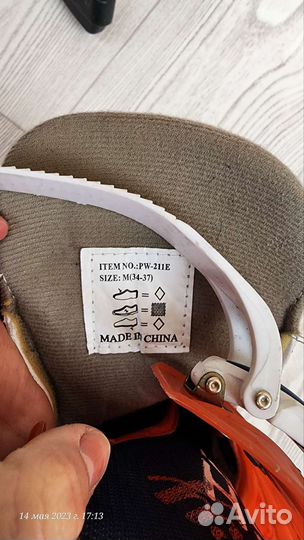 ITEM NO.:PW-211E
SIZE: M(34-37)
=
=
=
MADE IN CHINA
14 мая 2023 г. 17:13
Avito